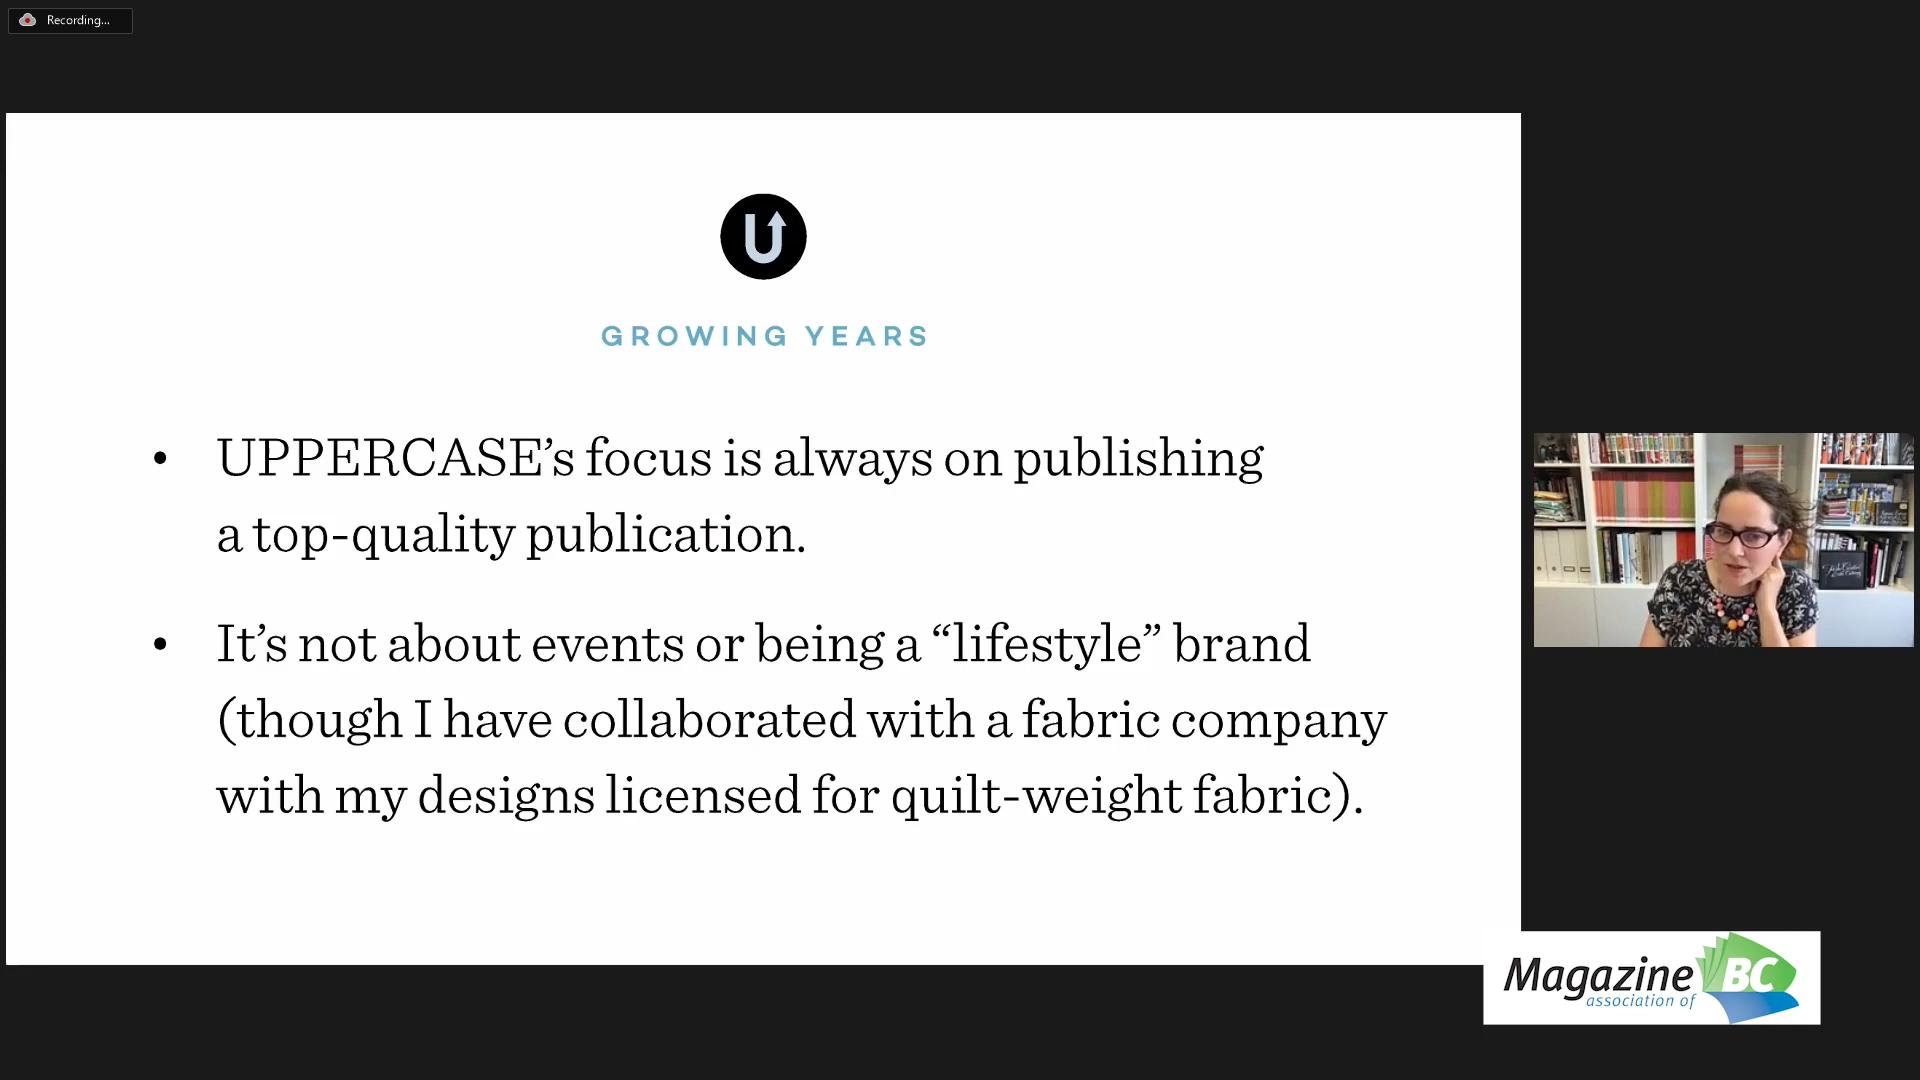 Recording...
U
GROWING YEARS
• UPPERCASE’s focus is always on publishing
a top-quality publication.
• It’s not about events or being a “lifestyle” brand
(though I have collaborated with a fabric company
with my designs licensed for quilt-weight fabric).
Magazine BC
association of